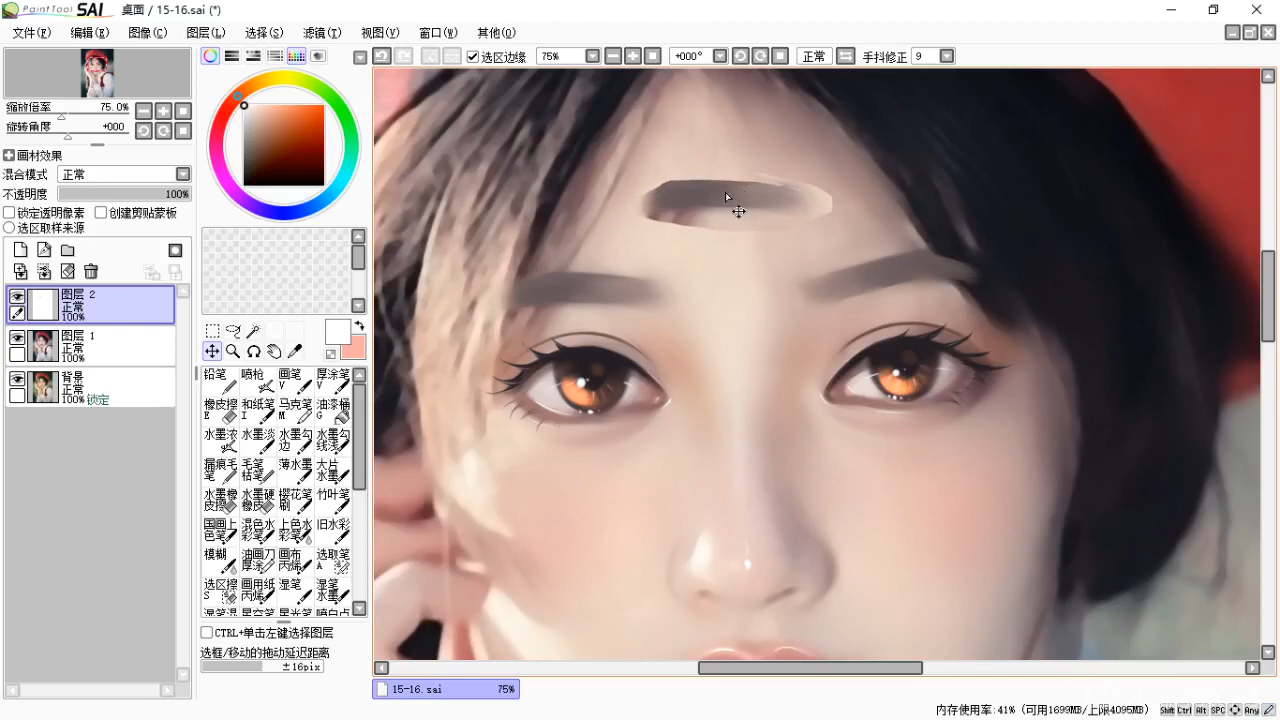 PaintTool SAI 桌面 / 15-16.sai (*)
文件(F) 编辑(E) 图像(C) 图层(L) 选择(S) 滤镜(I) 视图(V) 窗口(W) 其他(O)
选区边缘 75% +000° 正常 手抖修正 9
缩放倍率 75.0%
旋转角度 +000
画材效果
混合模式 正常
不透明度 100%
锁定透明像素 创建剪贴蒙板
选区取样来源
图层 2
正常
100%
图层 1
正常
100%
背景
正常
100% 锁定
铅笔 喷枪 画笔 厚涂笔
V V
橡皮擦 和纸笔 马克笔 油漆桶
E I M G
水墨浓 水墨淡 水墨勾边 水墨勾线浅
漏痕毛笔 毛笔枯笔 薄水墨 大片水墨
水墨橡皮擦 水墨硬橡皮 樱花笔刷 竹叶笔
国画上色笔 混色水彩笔 上色水彩笔 旧水彩
模糊 油画刀厚涂 画布丙烯 选取笔
A
选区擦 画用纸丙烯 湿笔 湿笔水墨
S
CTRL+单击左键选择图层
选框/移动的拖动延迟距离
±16pix
15-16.sai 75%
内存使用率: 41% (可用1699MB/上限4095MB) Shift Ctrl Alt SPC Any